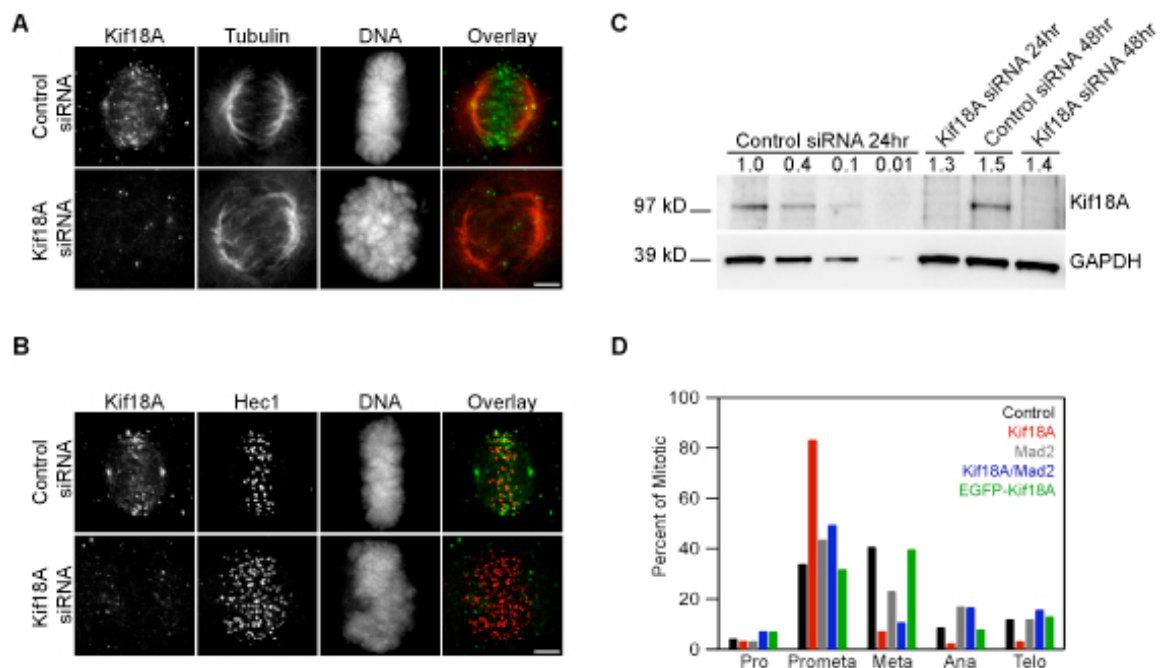 A
Kif18A Tubulin DNA Overlay
Control siRNA
Kif18A siRNA
B
Kif18A Hec1 DNA Overlay
Control siRNA
Kif18A siRNA
C
Control siRNA 24hr Kif18A siRNA 24hr Control siRNA 48hr Kif18A siRNA 48hr
1.0 0.4 0.1 0.01 1.3 1.5 1.4
97 kD Kif18A
39 kD GAPDH
D
Percent of Mitotic
100
80
60
40
20
0
Control
Kif18A
Mad2
Kif18A/Mad2
EGFP-Kif18A
Pro Prometa Meta Ana Telo